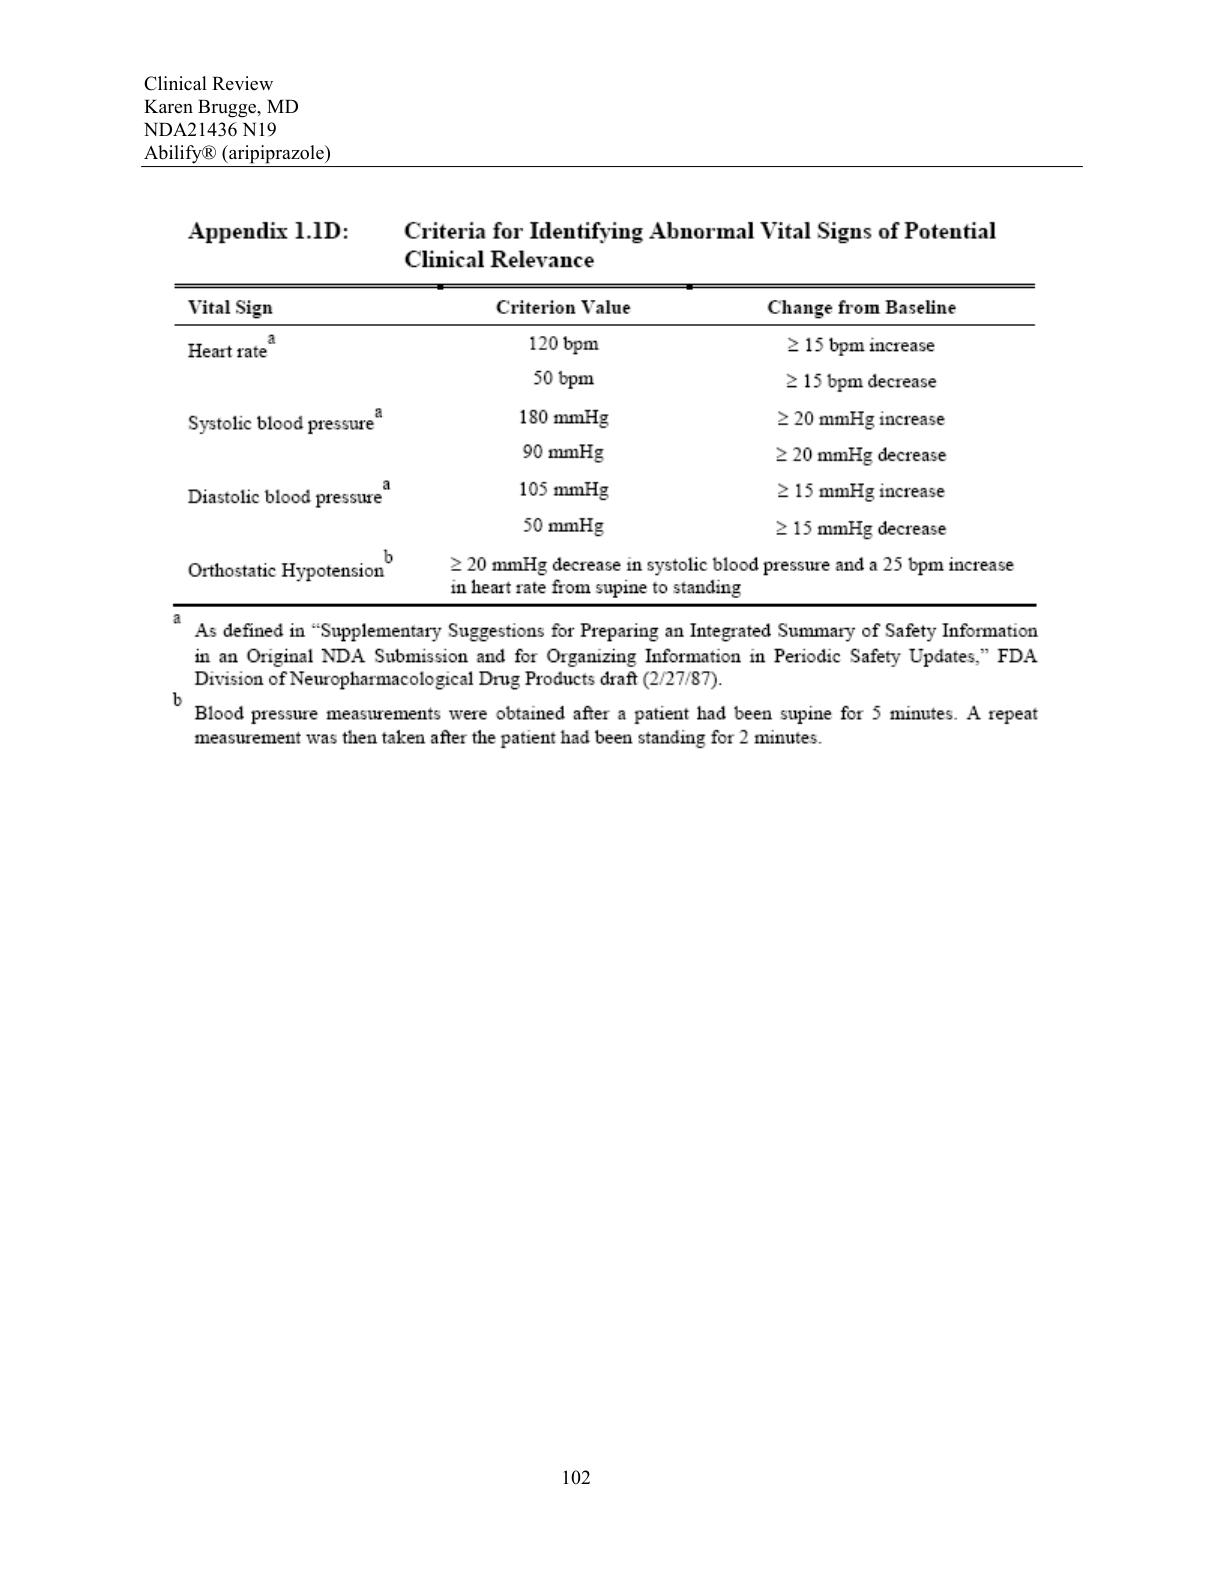 Clinical Review
Karen Brugge, MD
NDA21436 N19
Abilify® (aripiprazole)
Appendix 1.1D: Criteria for Identifying Abnormal Vital Signs of Potential
Clinical Relevance
Vital Sign Criterion Value Change from Baseline
Heart rate a 120 bpm ≥ 15 bpm increase
50 bpm ≥ 15 bpm decrease
Systolic blood pressure a 180 mmHg ≥ 20 mmHg increase
90 mmHg ≥ 20 mmHg decrease
Diastolic blood pressure a 105 mmHg ≥ 15 mmHg increase
50 mmHg ≥ 15 mmHg decrease
Orthostatic Hypotension b ≥ 20 mmHg decrease in systolic blood pressure and a 25 bpm increase
in heart rate from supine to standing
a As defined in “Supplementary Suggestions for Preparing an Integrated Summary of Safety Information
in an Original NDA Submission and for Organizing Information in Periodic Safety Updates,” FDA
Division of Neuropharmacological Drug Products draft (2/27/87).
b Blood pressure measurements were obtained after a patient had been supine for 5 minutes. A repeat
measurement was then taken after the patient had been standing for 2 minutes.
102